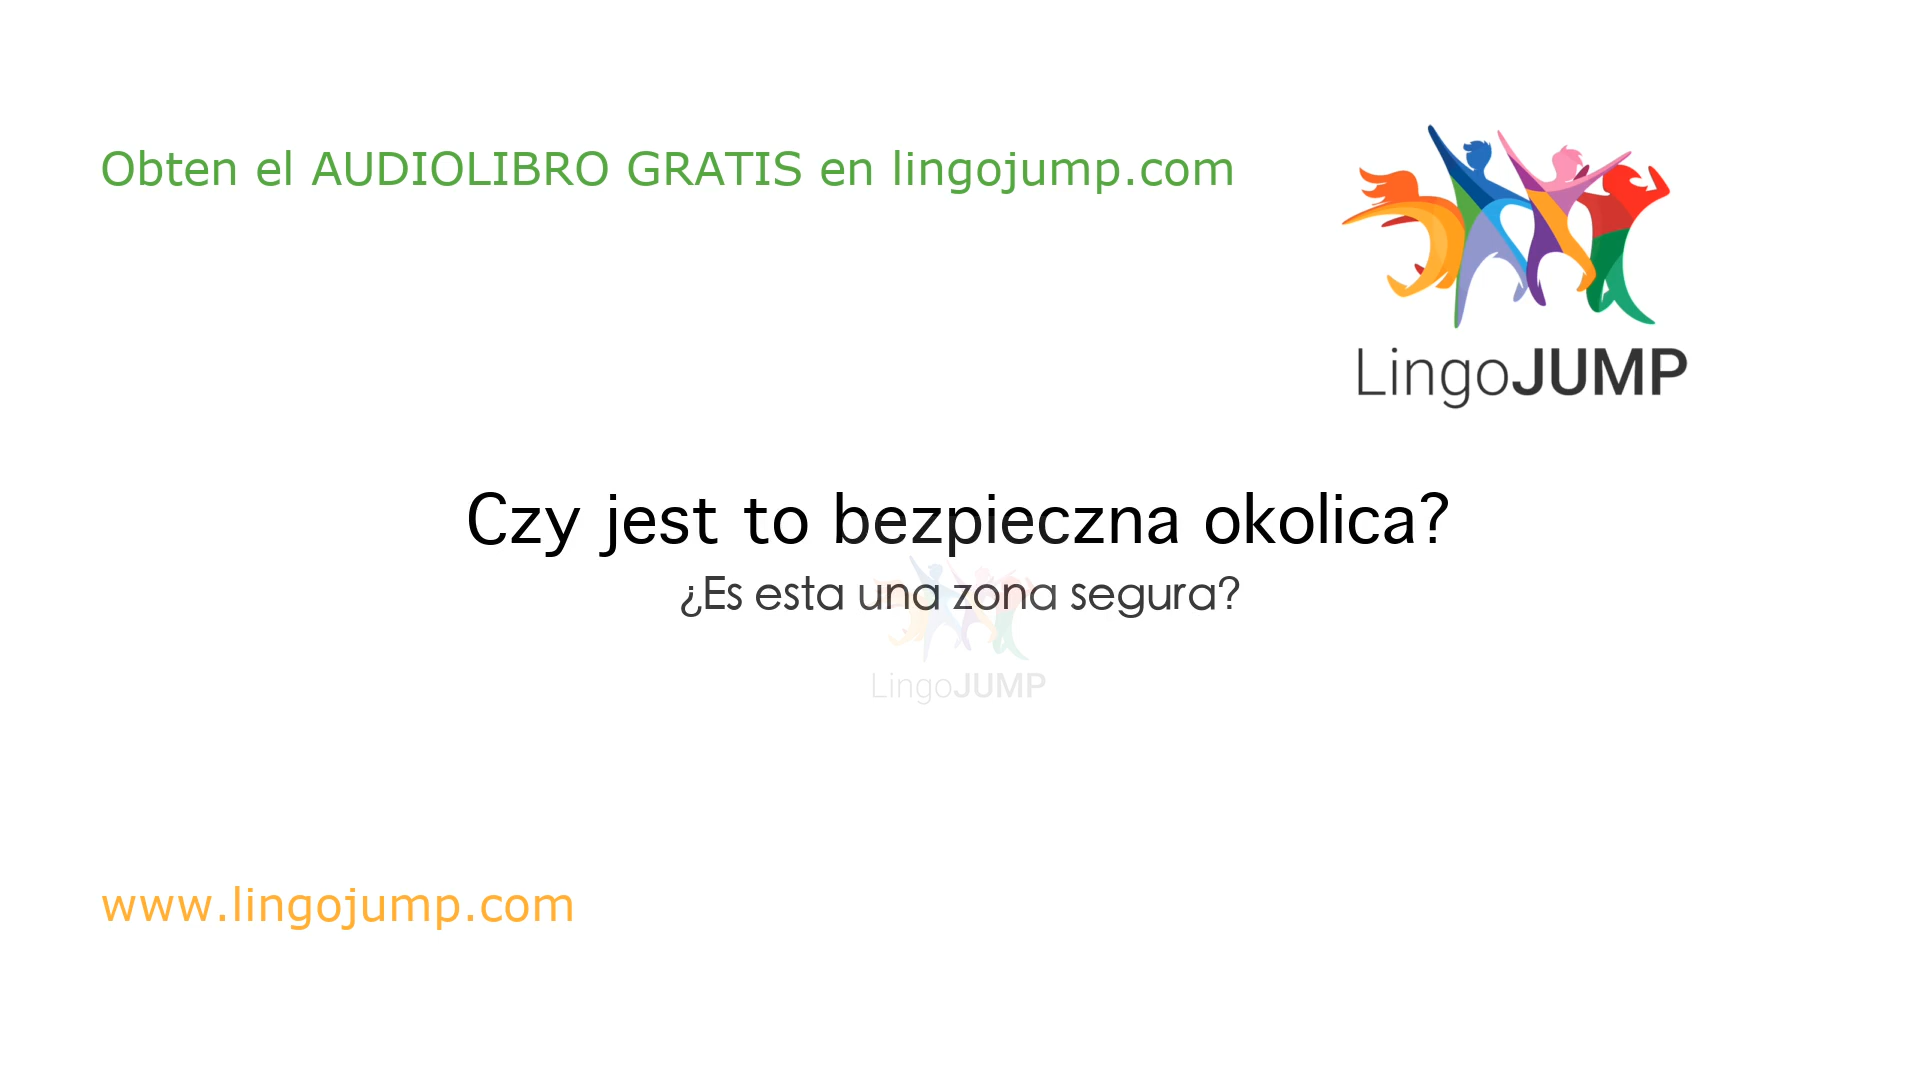 Obten el AUDIOLIBRO GRATIS en lingojump.com
LingoJUMP
Czy jest to bezpieczna okolica?
¿Es esta una zona segura?
LingoJUMP
www.lingojump.com